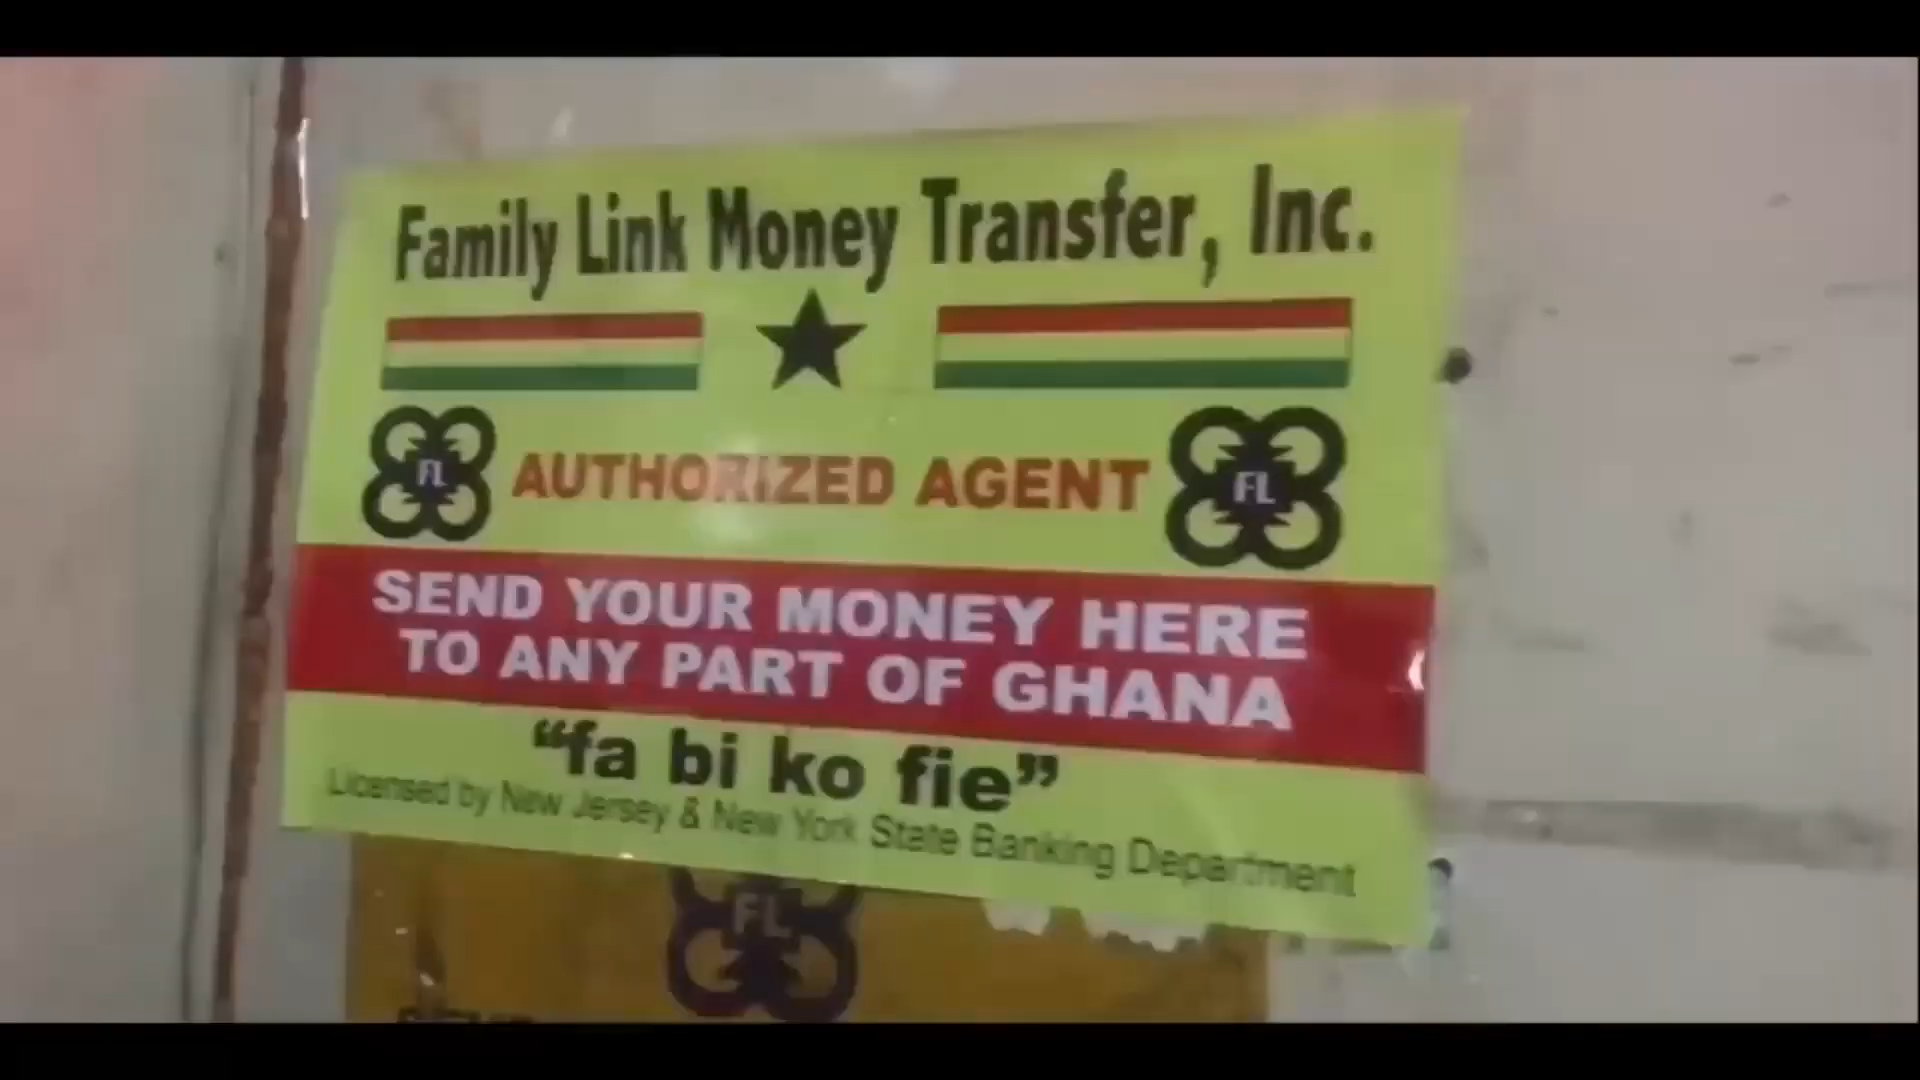 Family Link Money Transfer, Inc.
FL AUTHORIZED AGENT FL
SEND YOUR MONEY HERE
TO ANY PART OF GHANA
“fa bi ko fie”
Licensed by New Jersey & New York State Banking Department
FL